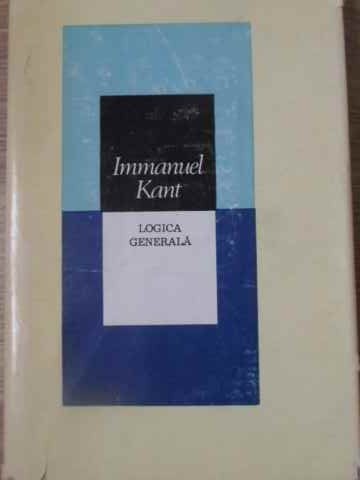 Immanuel
Kant
LOGICA
GENERALĂ